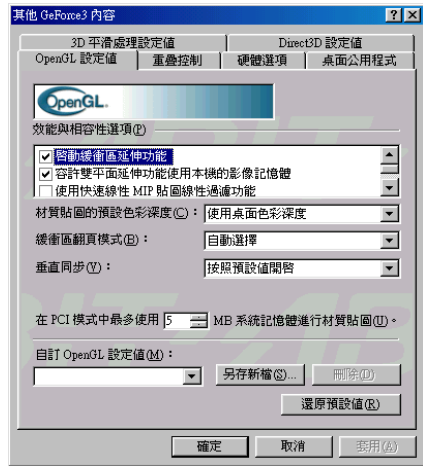 其他 GeForce3 內容
3D 平滑處理設定值 Direct3D 設定值
OpenGL 設定值 重疊控制 硬體選項 桌面公用程式
OpenGL.
效能與相容性選項(P)
啓動緩衝區延伸功能
容許雙平面延伸功能使用本機的影像記憶體
使用快速線性 MIP 貼圖線性過濾功能
材質貼圖的預設色彩深度(C)： 使用桌面色彩深度
緩衝區翻頁模式(B)： 自動選擇
垂直同步(V)： 按照預設值開啓
在 PCI 模式中最多使用 5 MB 系統記憶體進行材質貼圖(U)。
自訂 OpenGL 設定值(M)：
另存新檔(S)... 刪除(D)
還原預設值(R)
確定 取消 套用(A)